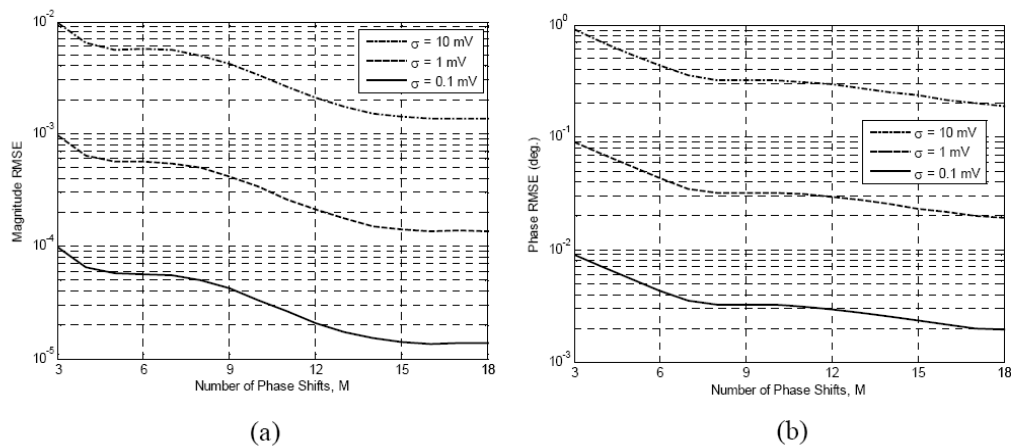 10-2
10-3
10-4
10-5
Magnitude RMSE
σ = 10 mV
σ = 1 mV
σ = 0.1 mV
3 6 9 12 15 18
Number of Phase Shifts, M
(a)
100
10-1
10-2
10-3
Phase RMSE (deg.)
σ = 10 mV
σ = 1 mV
σ = 0.1 mV
3 6 9 12 15 18
Number of Phase Shifts, M
(b)